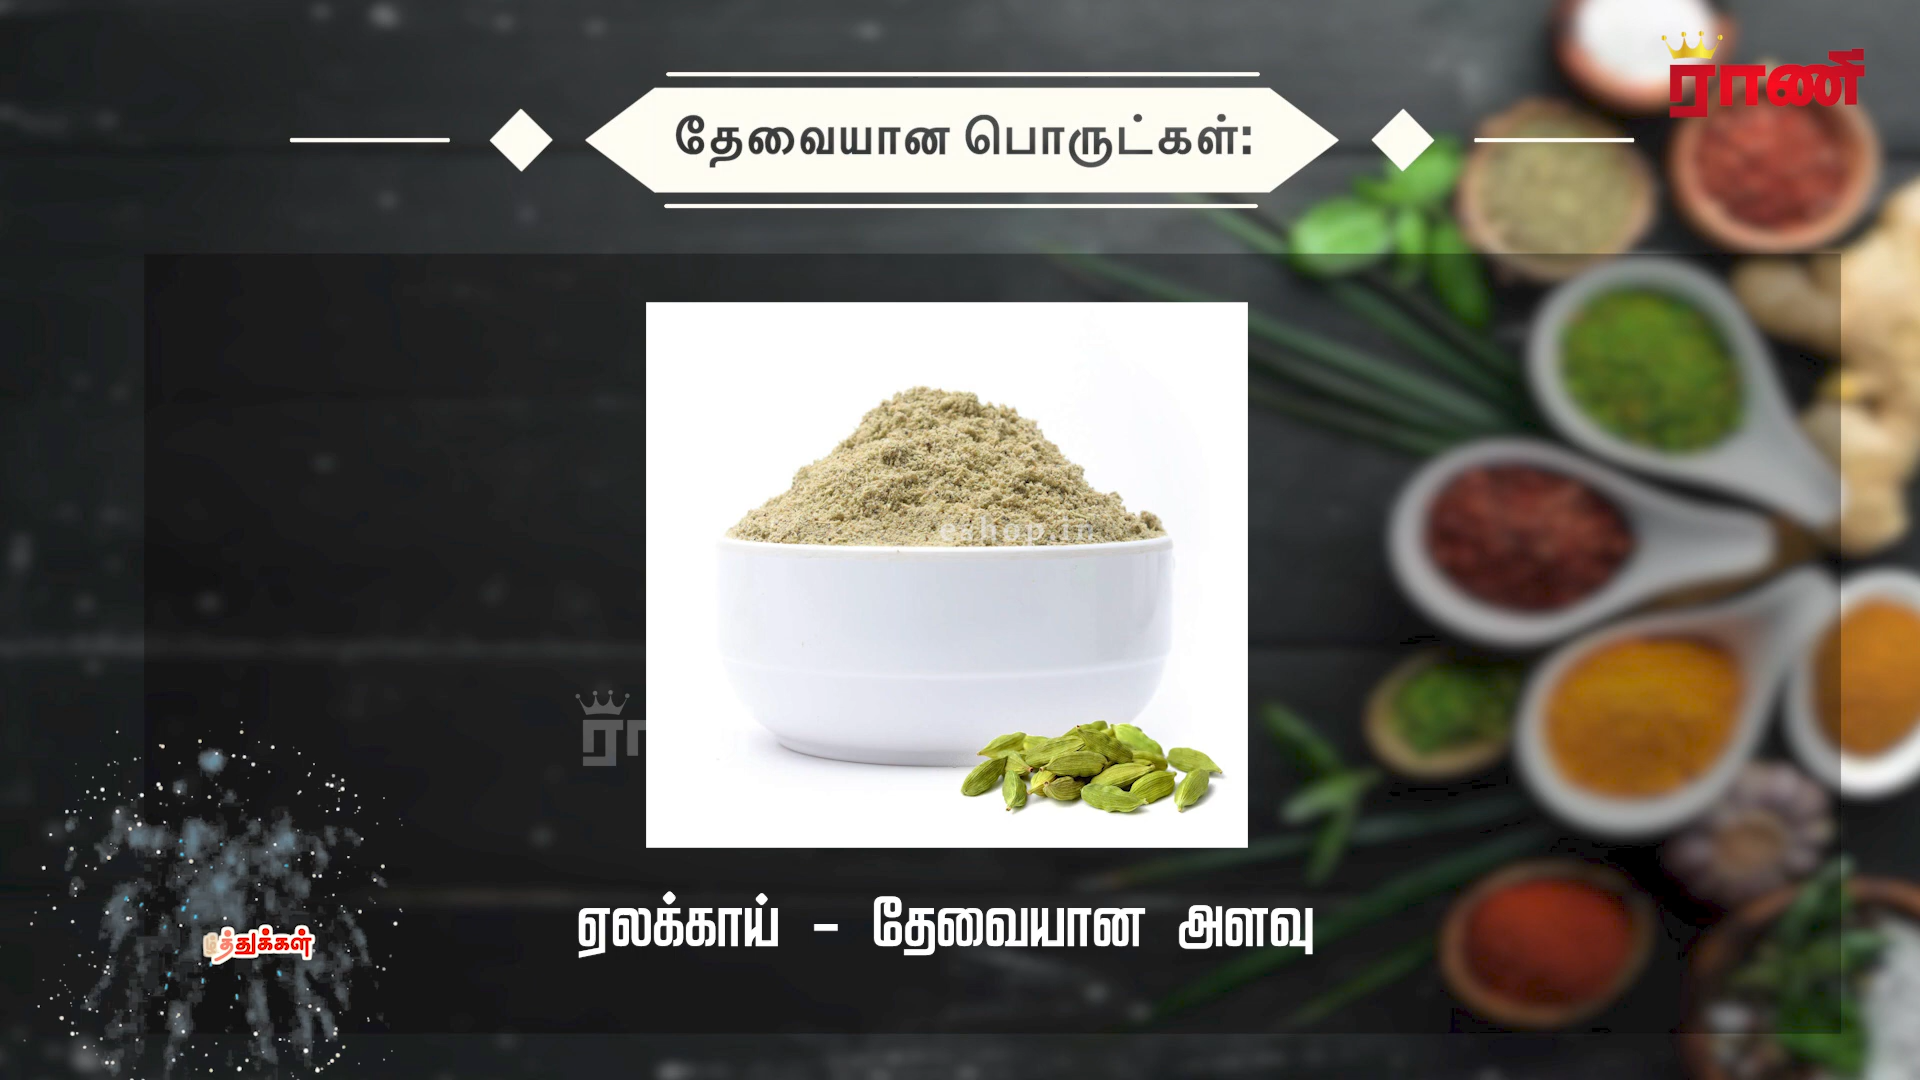 ராணி
தேவையான பொருட்கள்:
eshop.in
ரா
ஏலக்காய் - தேவையான அளவு